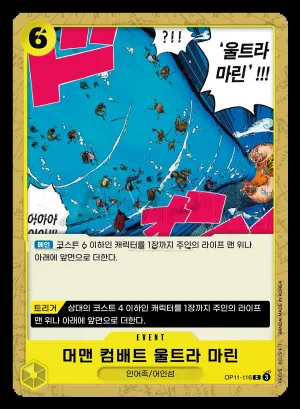 6
?!!
'울트라
마린'!!!
ドド
아아아
메인 코스트 6 이하인 캐릭터를 1장까지 주인의 라이프 맨 위나
아래에 앞면으로 더한다.
트리거 상대의 코스트 4 이하인 캐릭터를 1장까지 주인의 라이프
맨 위나 아래에 앞면으로 더한다.
EVENT
머맨 컴배트 울트라 마린
인어족/어인섬